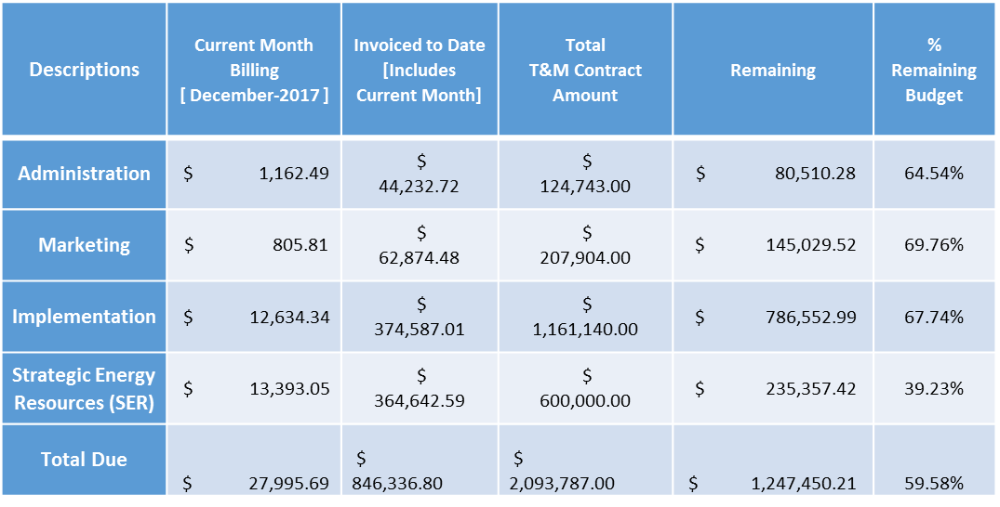 Descriptions
Current Month
Billing
[ December-2017 ]
Invoiced to Date
[Includes
Current Month]
Total
T&M Contract
Amount
Remaining
%
Remaining
Budget
Administration
$ 1,162.49
$
44,232.72
$
124,743.00
$ 80,510.28
64.54%
Marketing
$ 805.81
$
62,874.48
$
207,904.00
$ 145,029.52
69.76%
Implementation
$ 12,634.34
$
374,587.01
$
1,161,140.00
$ 786,552.99
67.74%
Strategic Energy
Resources (SER)
$ 13,393.05
$
364,642.59
$
600,000.00
$ 235,357.42
39.23%
Total Due
$ 27,995.69
$
846,336.80
$
2,093,787.00
$ 1,247,450.21
59.58%